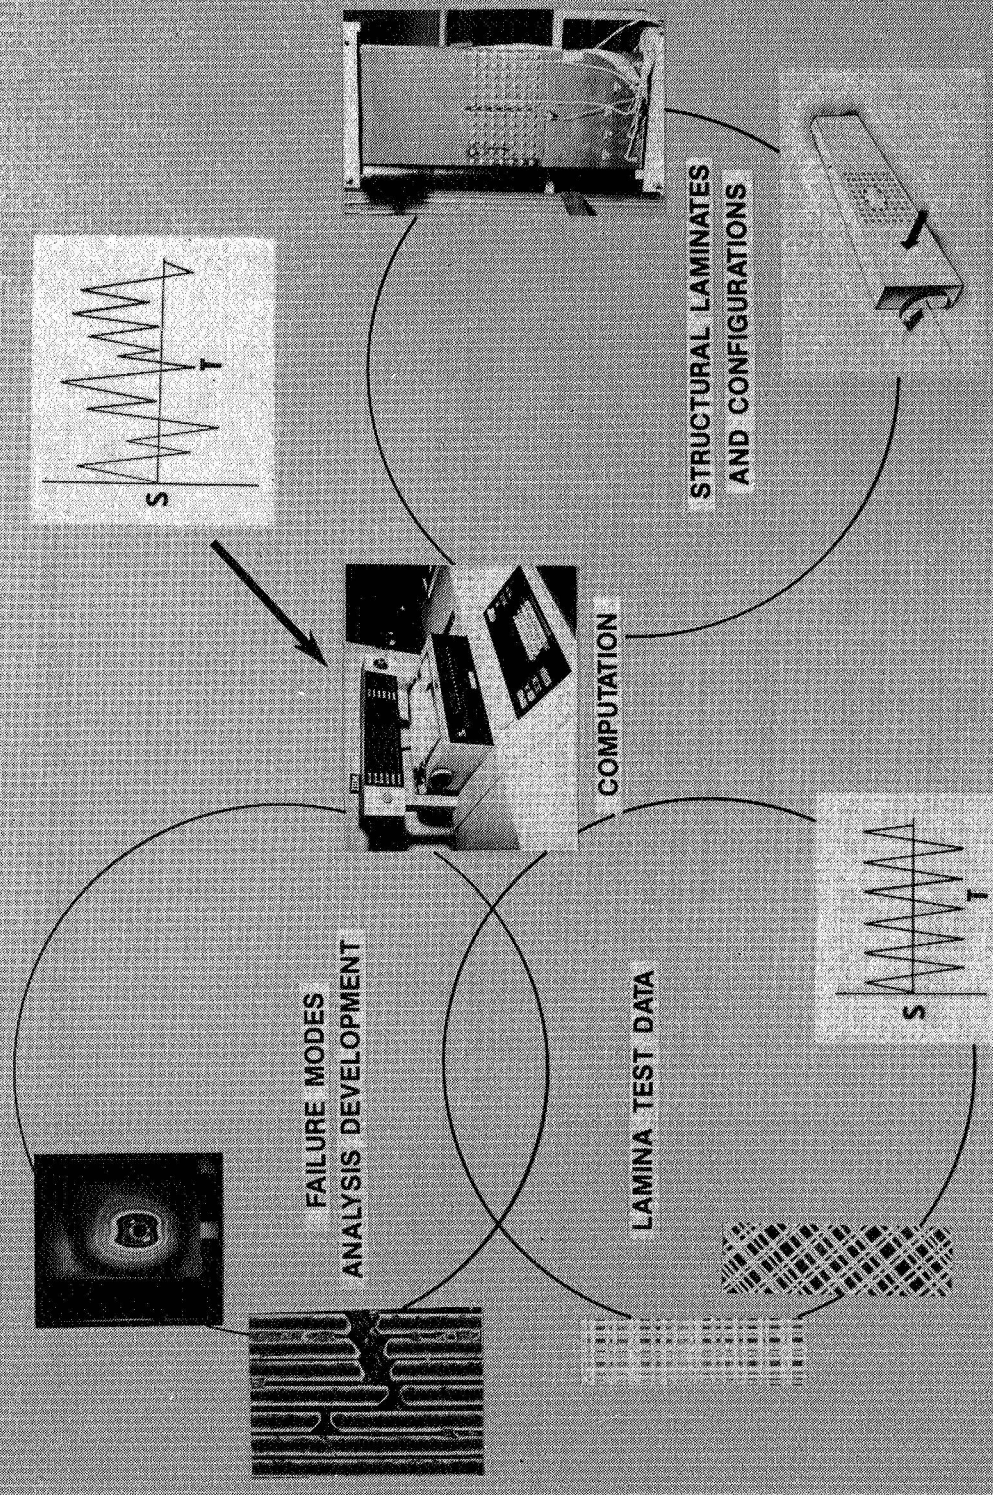 FAILURE MODES
ANALYSIS DEVELOPMENT
LAMINA TEST DATA
S
T
COMPUTATION
S
T
STRUCTURAL LAMINATES
AND CONFIGURATIONS